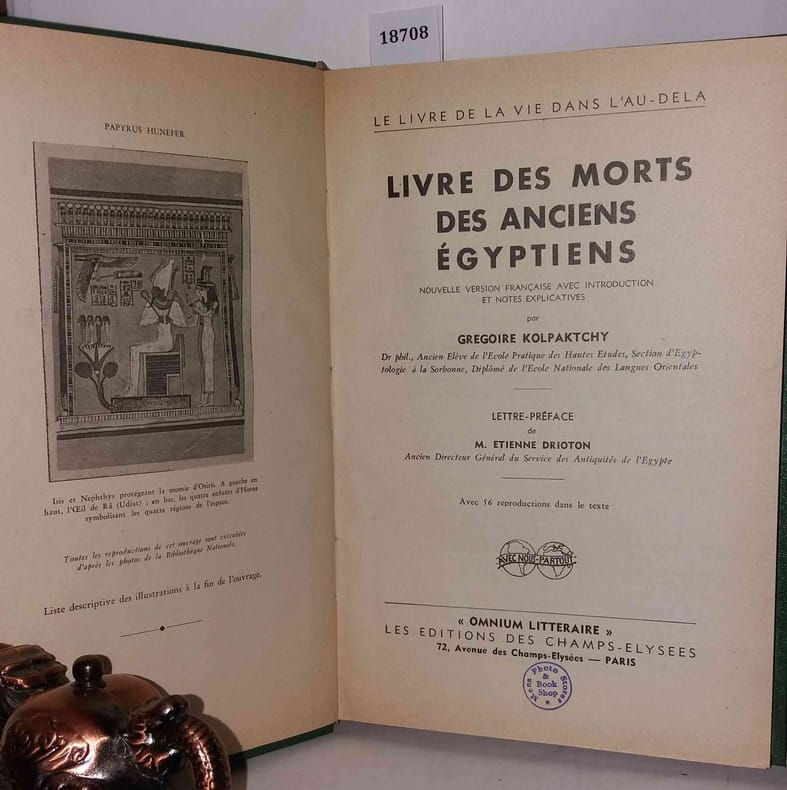 18708
PAPYRUS HUNEFER
Isis et Nephthys protégeant la momie d'Osiris. A gauche en
haut, l'Œil de Râ (Udjat) ; en bas, les quatre enfants d'Horus
symbolisant les quatre régions de l'espace.
Toutes les reproductions de cet ouvrage sont exécutées
d'après les photos de la Bibliothèque Nationale.
Liste descriptive des illustrations à la fin de l'ouvrage.
LE LIVRE DE LA VIE DANS L'AU-DELA
LIVRE DES MORTS
DES ANCIENS
ÉGYPTIENS
NOUVELLE VERSION FRANÇAISE AVEC INTRODUCTION
ET NOTES EXPLICATIVES
par
GREGOIRE KOLPAKTCHY
Dr phil., Ancien Elève de l'Ecole Pratique des Hautes Etudes, Section d'Egyp-
tologie à la Sorbonne, Diplômé de l'Ecole Nationale des Langues Orientales
LETTRE-PRÉFACE
de
M. ETIENNE DRIOTON
Ancien Directeur Général du Service des Antiquités de l'Egypte
Avec 56 reproductions dans le texte
AVEC NOUS-PARTOUT
« OMNIUM LITTERAIRE »
LES EDITIONS DES CHAMPS-ELYSEES
72, Avenue des Champs-Elysées — PARIS
Photo Stores
& Book
Shop